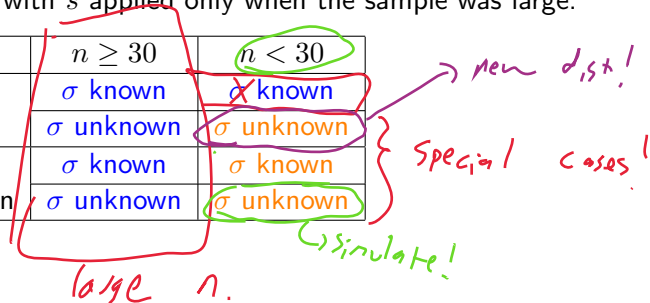 with s applied only when the sample was large.
n ≥ 30 n < 30
σ known σ known new dist!
σ unknown σ unknown
σ known σ known special cases!
n σ unknown σ unknown
simulate!
large n.